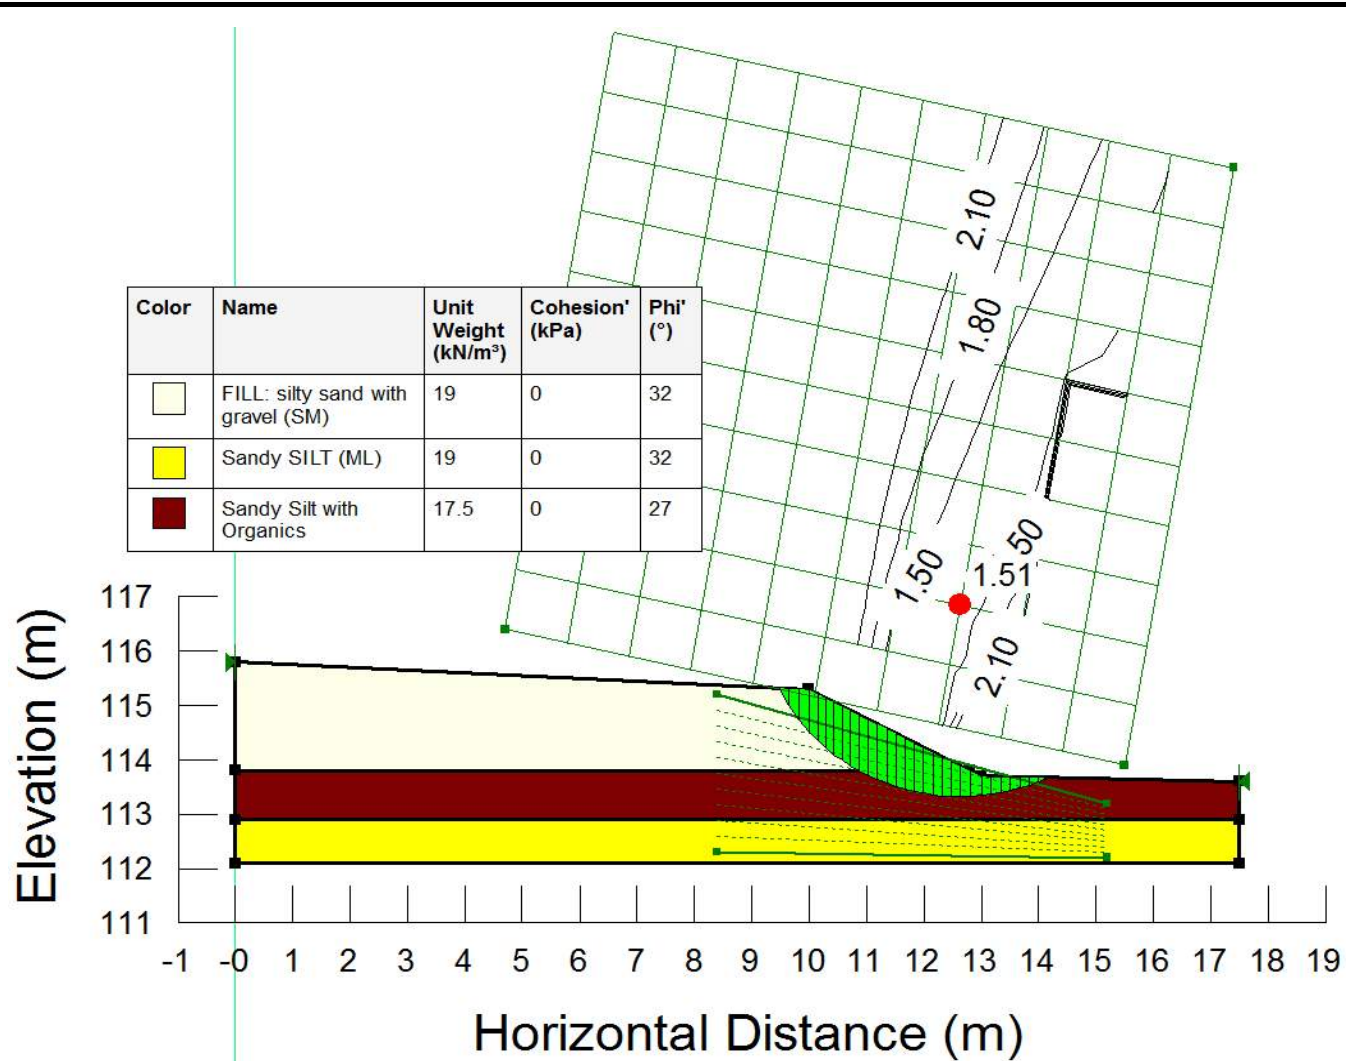 2.10
1.80
Color Name Unit Weight (kN/m³) Cohesion' (kPa) Phi' (°)
FILL: silty sand with gravel (SM) 19 0 32
Sandy SILT (ML) 19 0 32
Sandy Silt with Organics 17.5 0 27
1.50
50
1.51
2.10
117
116
115
114
113
112
111
Elevation (m)
-1 -0 1 2 3 4 5 6 7 8 9 10 11 12 13 14 15 16 17 18 19
Horizontal Distance (m)